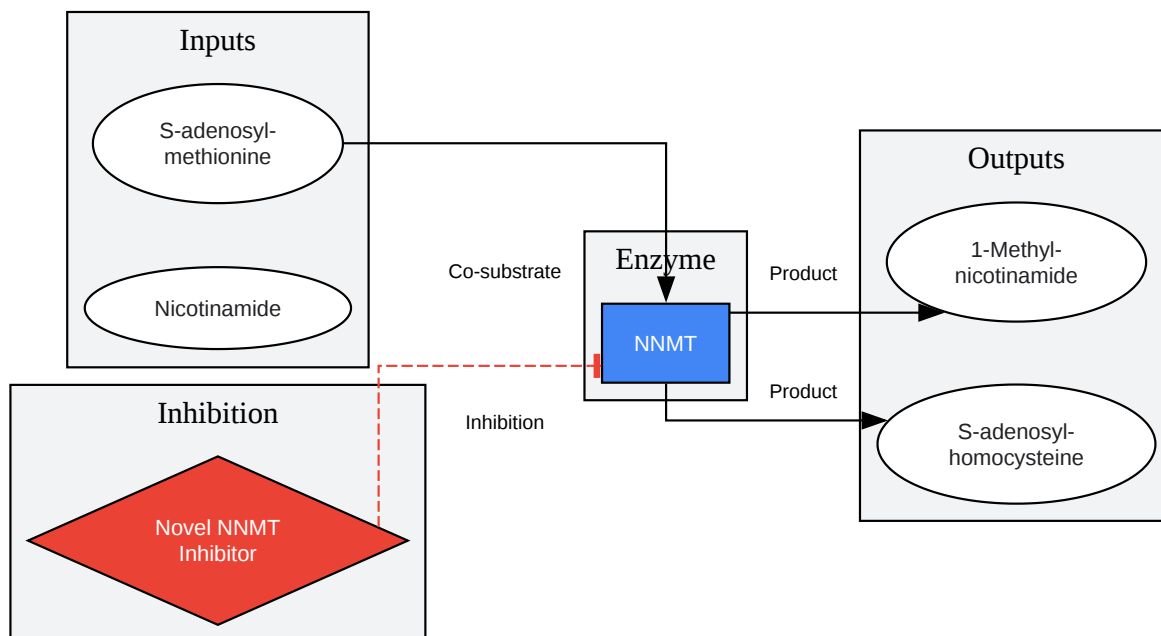 Inputs
S-adenosyl-
methionine
Nicotinamide
Co-substrate
Enzyme
NNMT
Product
Product
Outputs
1-Methyl-
nicotinamide
S-adenosyl-
homocysteine
Inhibition
Inhibition
Novel NNMT
Inhibitor